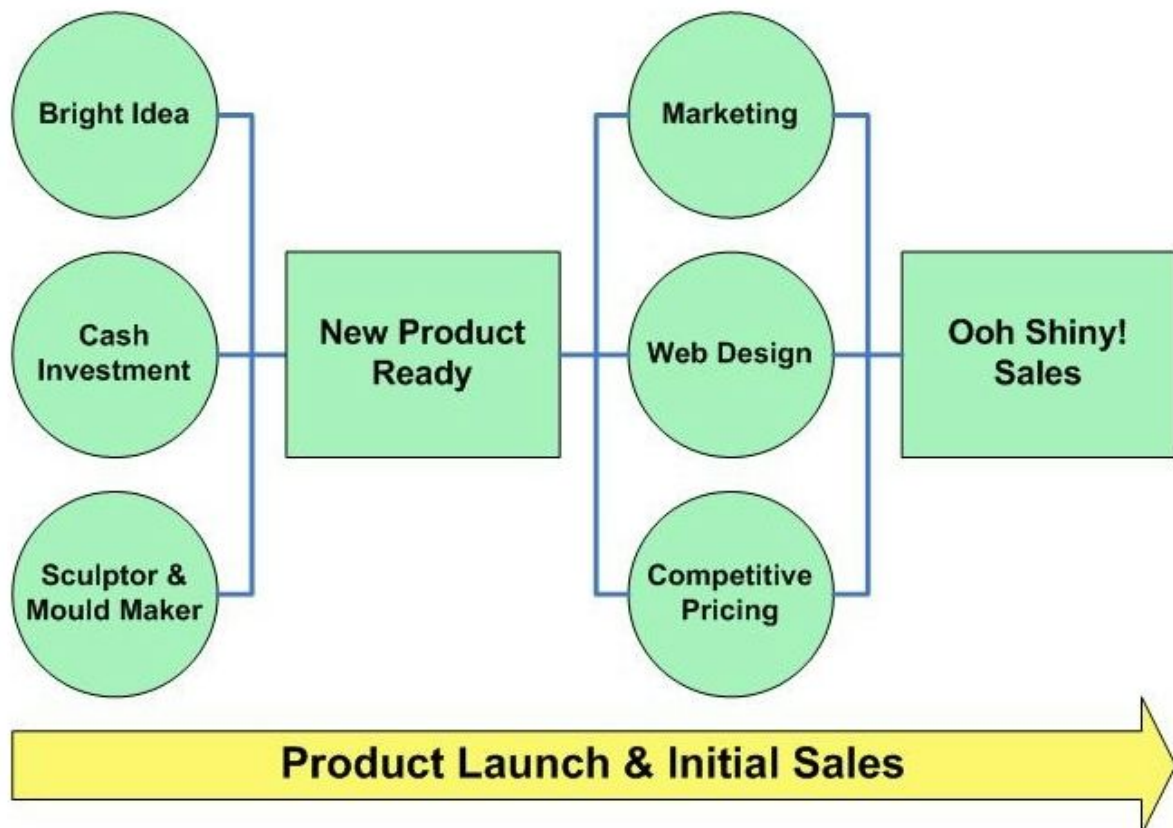 Bright Idea
Cash
Investment
Sculptor &
Mould Maker
New Product
Ready
Marketing
Web Design
Competitive
Pricing
Ooh Shiny!
Sales
Product Launch & Initial Sales